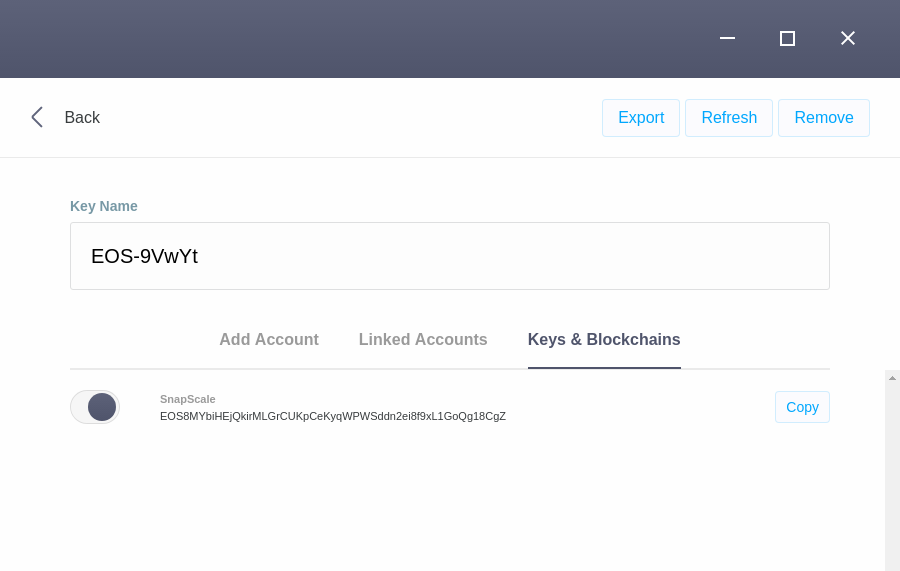 Back
Export
Refresh
Remove
Key Name
EOS-9VwYt
Add Account
Linked Accounts
Keys & Blockchains
SnapScale
EOS8MYbiHEjQkirMLGrCUKpCeKyqWPWSddn2ei8f9xL1GoQg18CgZ
Copy